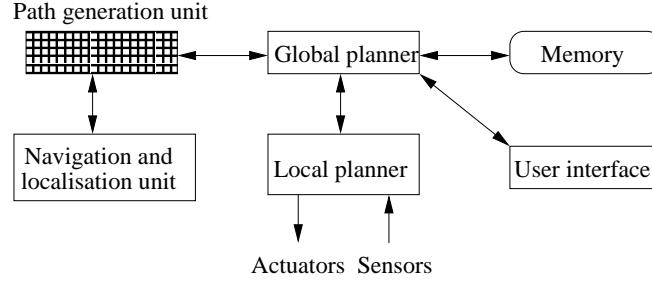 Path generation unit
Global planner
Memory
Navigation and
localisation unit
Local planner
User interface
Actuators
Sensors